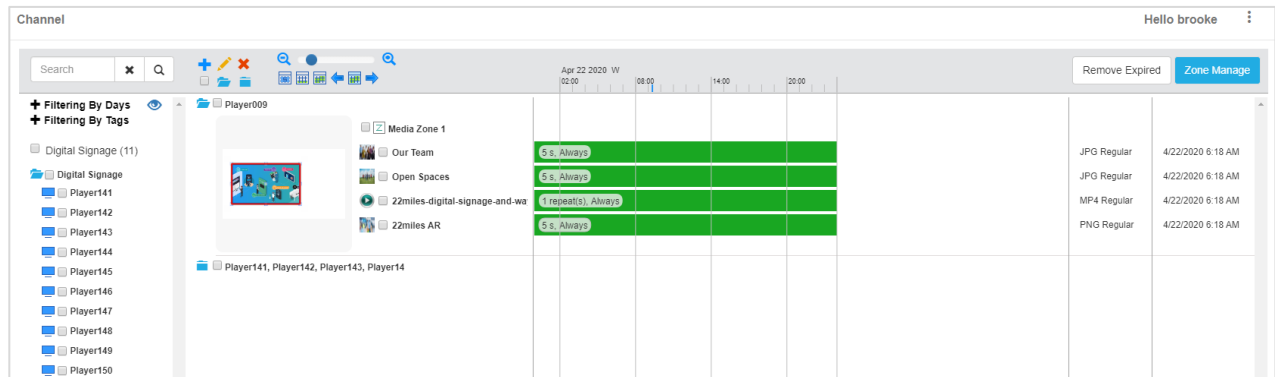 Channel
Hello brooke
Search
Apr 22 2020 W
02:00 08:00 14:00 20:00
Remove Expired
Zone Manage
Filtering By Days
Filtering By Tags
Digital Signage (11)
Digital Signage
Player141
Player142
Player143
Player144
Player145
Player146
Player147
Player148
Player149
Player150
Player009
Z Media Zone 1
Our Team 5 s, Always JPG Regular 4/22/2020 6:18 AM
Open Spaces 5 s, Always JPG Regular 4/22/2020 6:18 AM
22miles-digital-signage-and-wa 1 repeat(s), Always MP4 Regular 4/22/2020 6:18 AM
22miles AR 5 s, Always PNG Regular 4/22/2020 6:18 AM
Player141, Player142, Player143, Player14